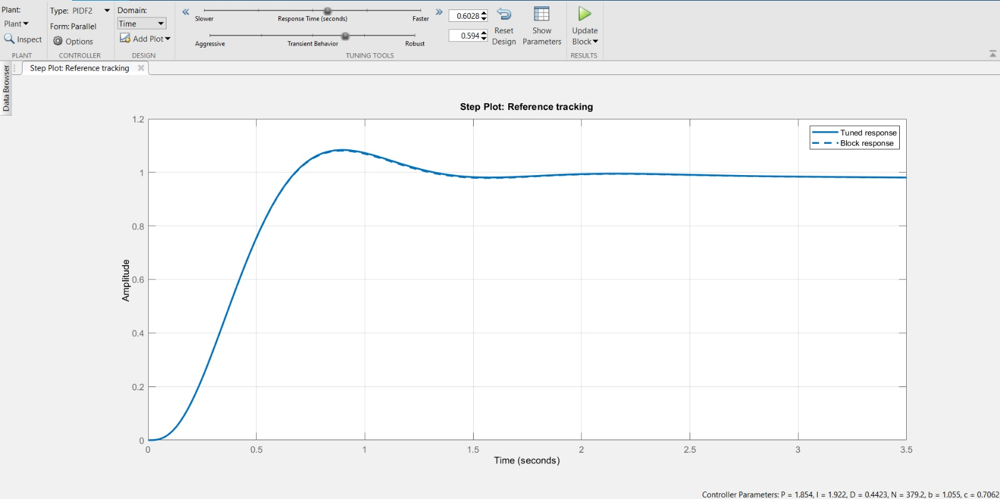 Plant:
Plant
Inspect
PLANT
Type: PIDF2
Form: Parallel
Options
CONTROLLER
Domain:
Time
Add Plot
DESIGN
Slower Response Time (seconds) Faster
0.6028
Aggressive Transient Behavior Robust
0.594
Reset
Design
Show
Parameters
TUNING TOOLS
Update
Block
RESULTS
Data Browser
Step Plot: Reference tracking
Step Plot: Reference tracking
Tuned response
Block response
Amplitude
1.2
1
0.8
0.6
0.4
0.2
0
0 0.5 1 1.5 2 2.5 3 3.5
Time (seconds)
Controller Parameters: P = 1.854, I = 1.922, D = 0.4423, N = 379.2, b = 1.055, c = 0.7062